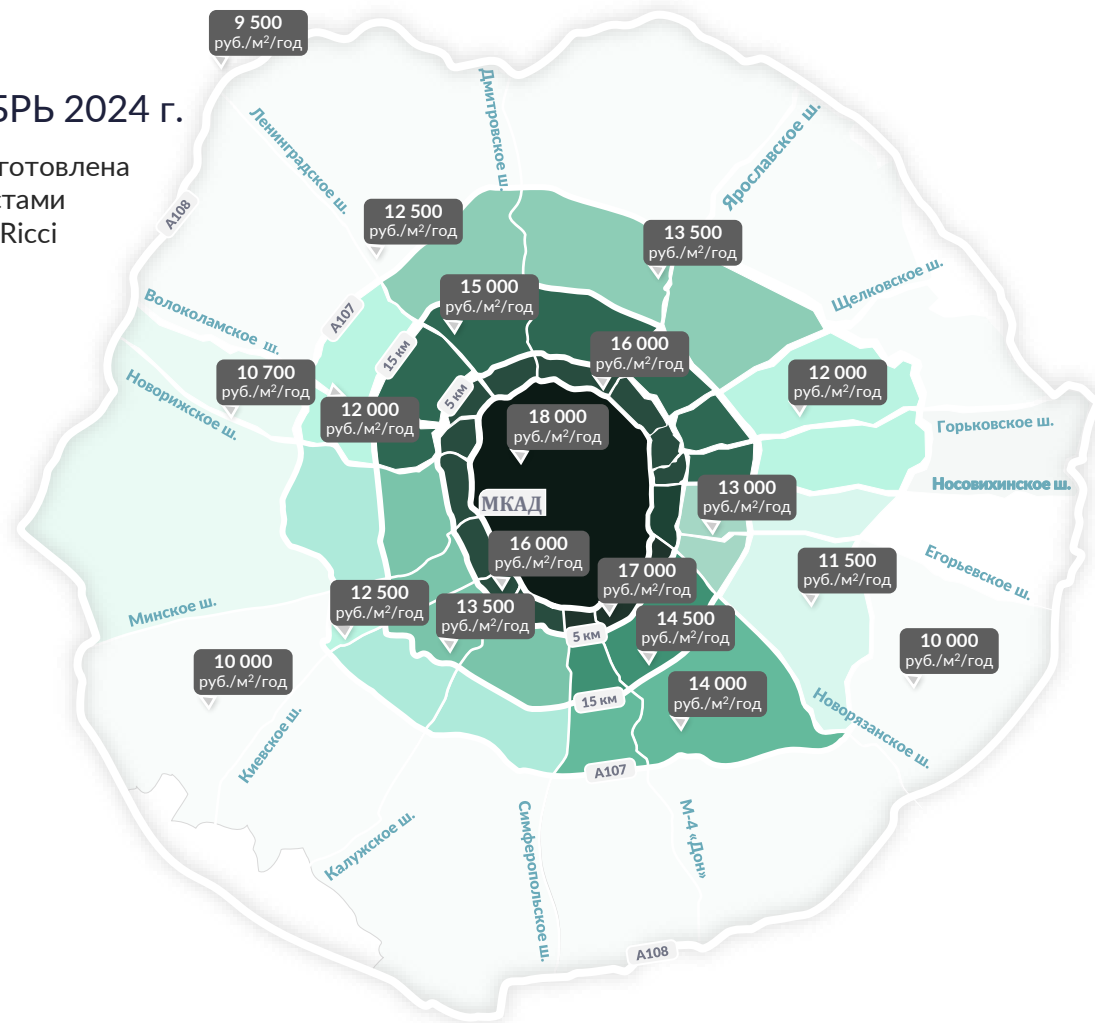 9 500
руб./м²/год
БРЬ 2024 г.
готовлена
стами
Ricci
Дмитровское ш.
Ленинградское ш.
Ярославское ш.
А108
12 500
руб./м²/год
13 500
руб./м²/год
Щелковское ш.
15 000
руб./м²/год
Волоколамское ш.
А107
15 км
16 000
руб./м²/год
10 700
руб./м²/год
12 000
руб./м²/год
Новорижское ш.
5 км
12 000
руб./м²/год
18 000
руб./м²/год
Горьковское ш.
Носовихинское ш.
МКАД
13 000
руб./м²/год
16 000
руб./м²/год
Егорьевское ш.
17 000
руб./м²/год
11 500
руб./м²/год
Минское ш.
12 500
руб./м²/год
13 500
руб./м²/год
14 500
руб./м²/год
5 км
10 000
руб./м²/год
10 000
руб./м²/год
14 000
руб./м²/год
15 км
Новорязанское ш.
Киевское ш.
А107
Калужское ш.
Симферопольское ш.
М-4 «Дон»
А108